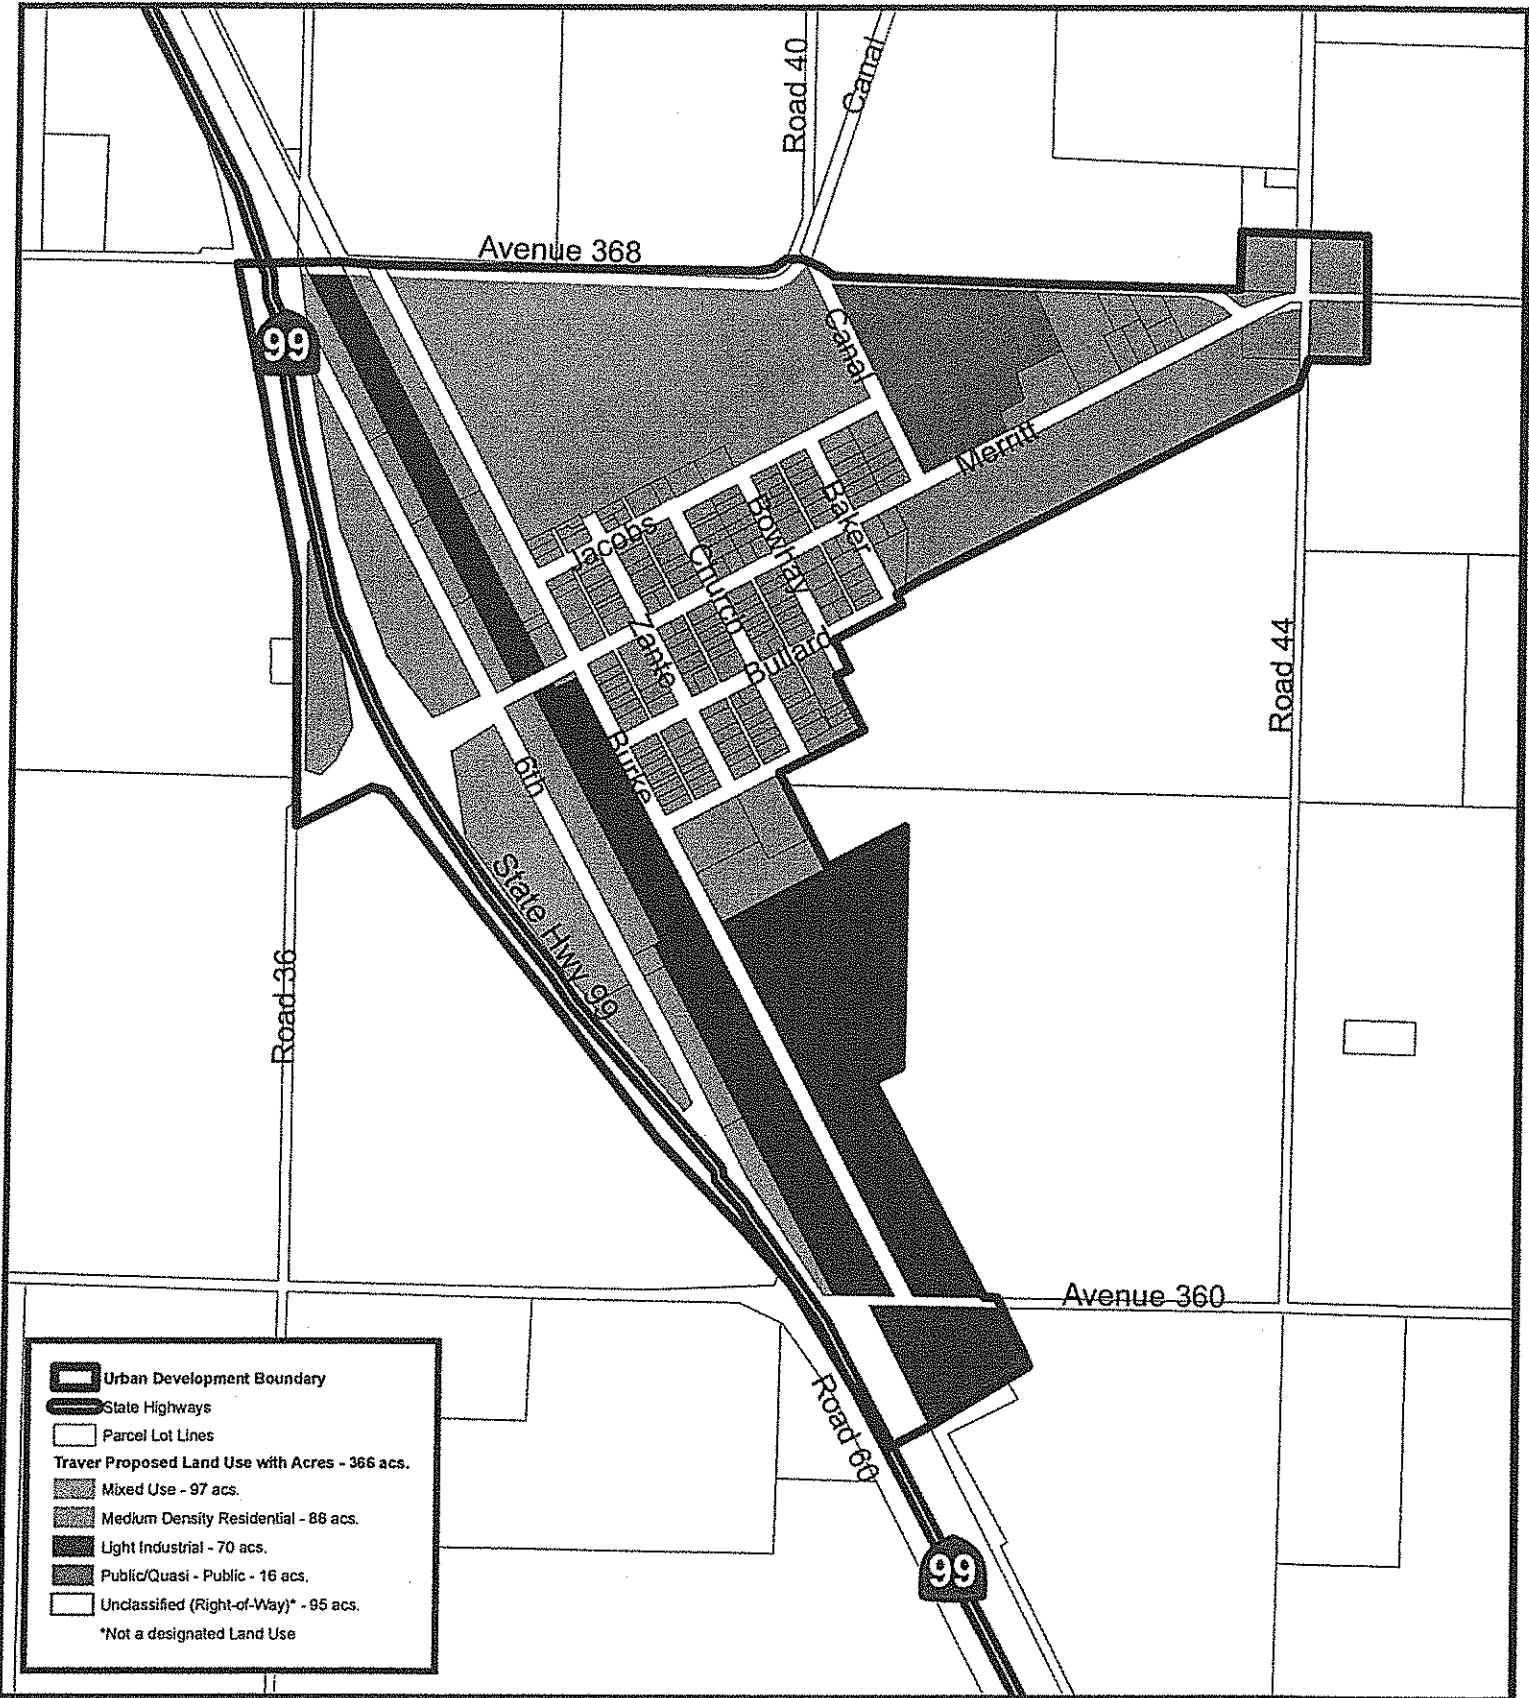 Road 40
Canal
Avenue 368
99
Canal
Merritt
Baker
Bowhay
Jacobs
Church
Zante
Bullard
Road 44
Burke
6th
State Hwy 99
Road 36
Avenue 360
Road 60
99
Urban Development Boundary
State Highways
Parcel Lot Lines
Traver Proposed Land Use with Acres - 366 acs.
Mixed Use - 97 acs.
Medium Density Residential - 88 acs.
Light Industrial - 70 acs.
Public/Quasi - Public - 16 acs.
Unclassified (Right-of-Way)* - 95 acs.
*Not a designated Land Use